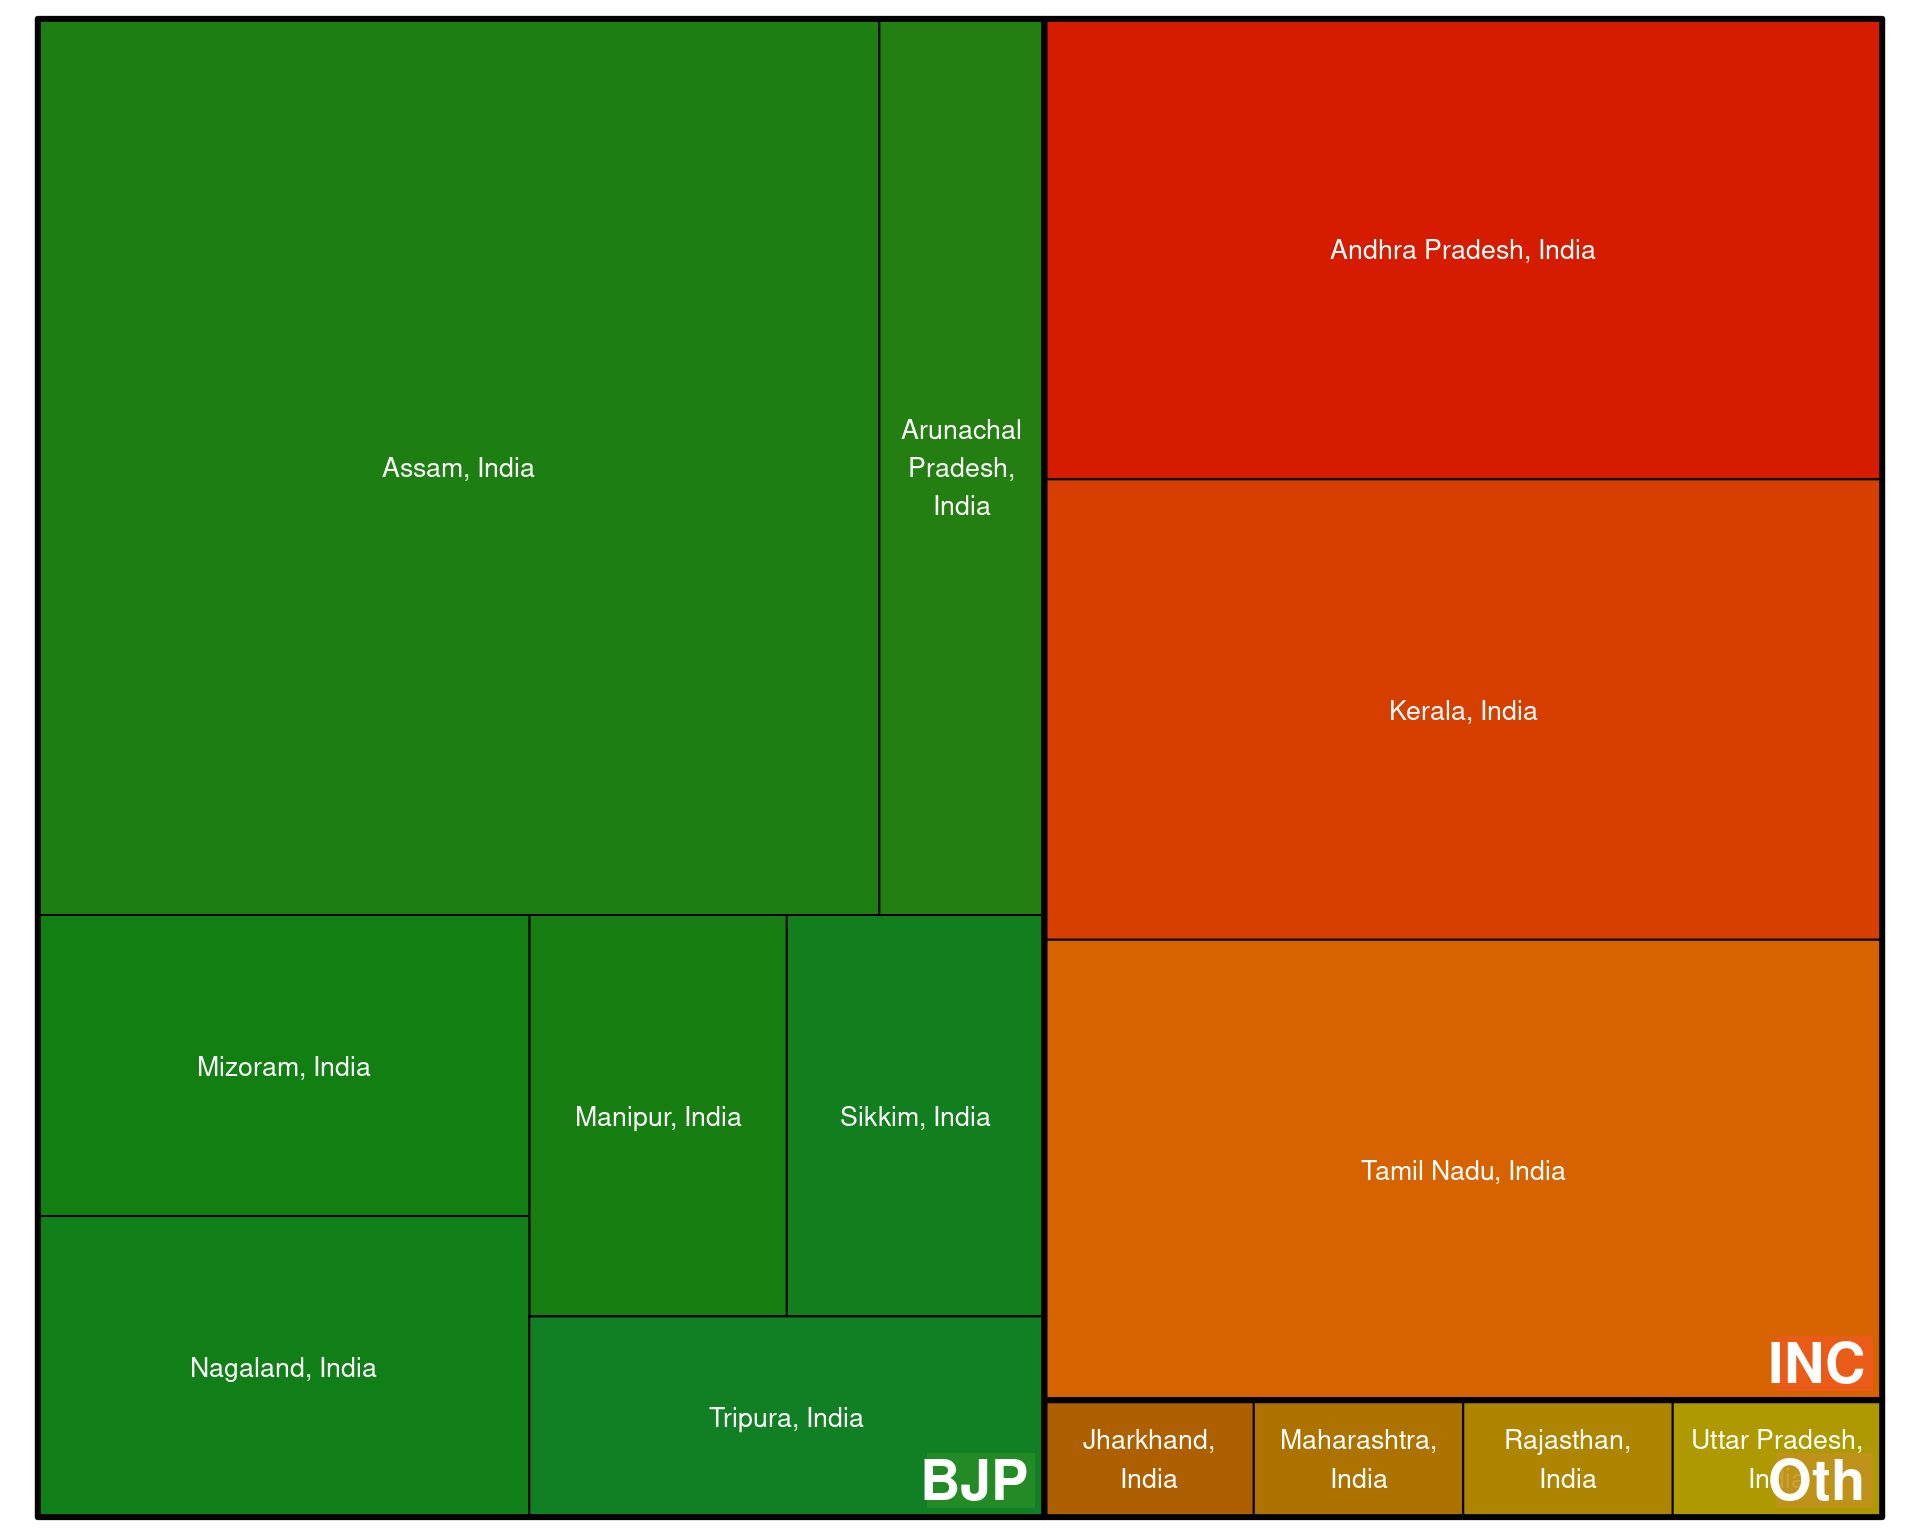 Assam, India
Arunachal
Pradesh,
India
Mizoram, India
Manipur, India
Sikkim, India
Nagaland, India
Tripura, India
BJP
Andhra Pradesh, India
Kerala, India
Tamil Nadu, India
INC
Jharkhand,
India
Maharashtra,
India
Rajasthan,
India
Uttar Pradesh,
India
Oth